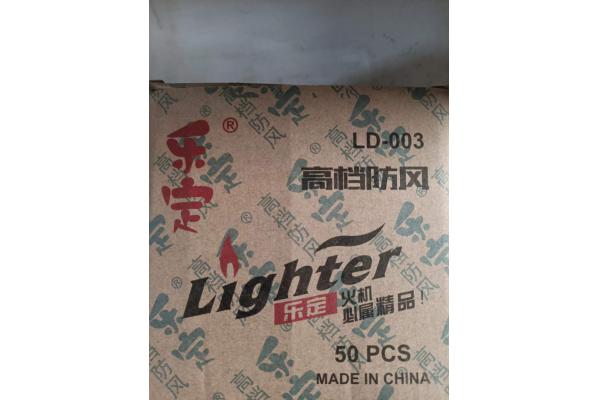 乐定®
LD-003
高档防风
Lighter
乐定 火机
必属精品！
50 PCS
MADE IN CHINA